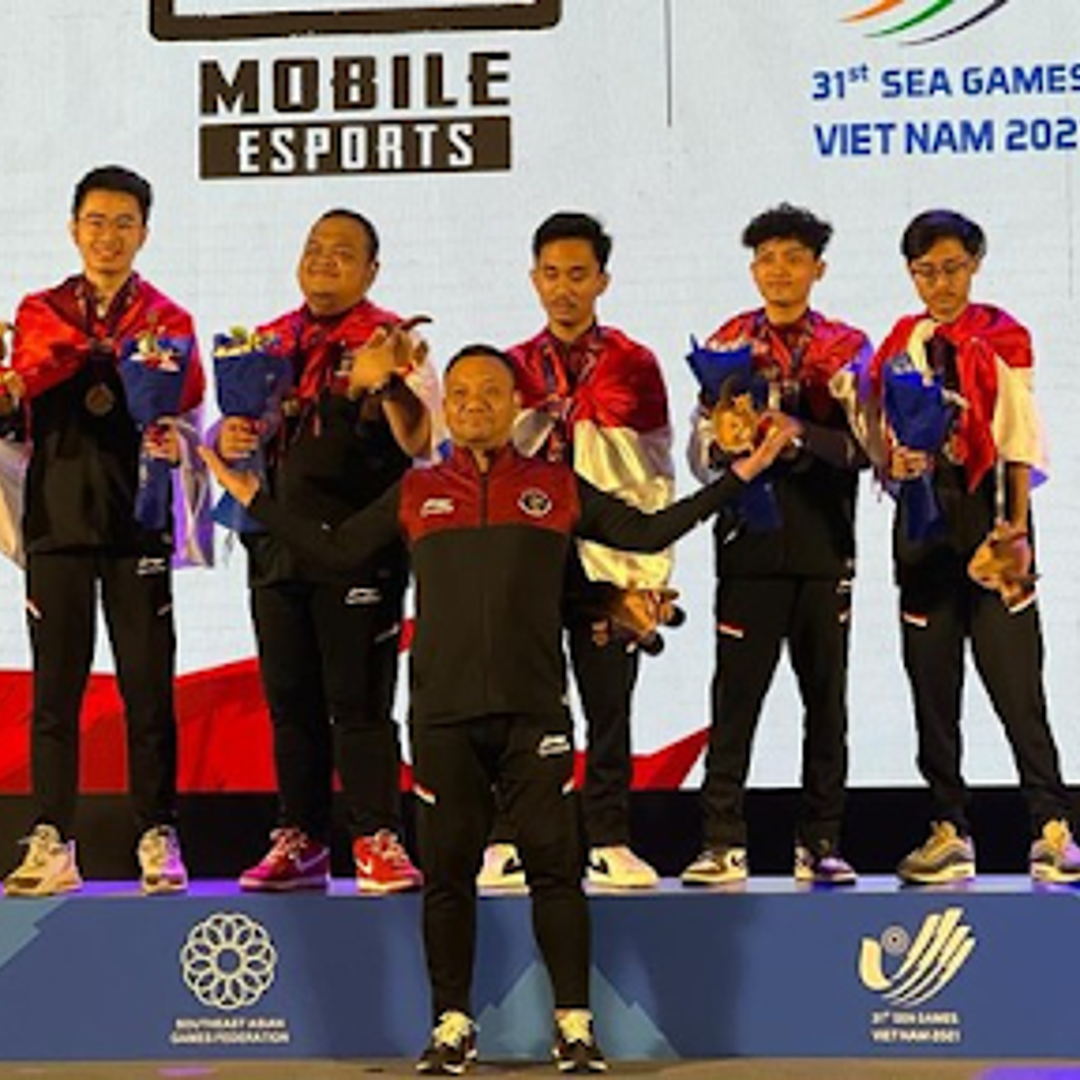 MOBILE
ESPORTS
31st SEA GAMES
VIET NAM 202
SOUTHEAST ASIAN
GAMES FEDERATION
31st SEA GAMES
VIET NAM 2021